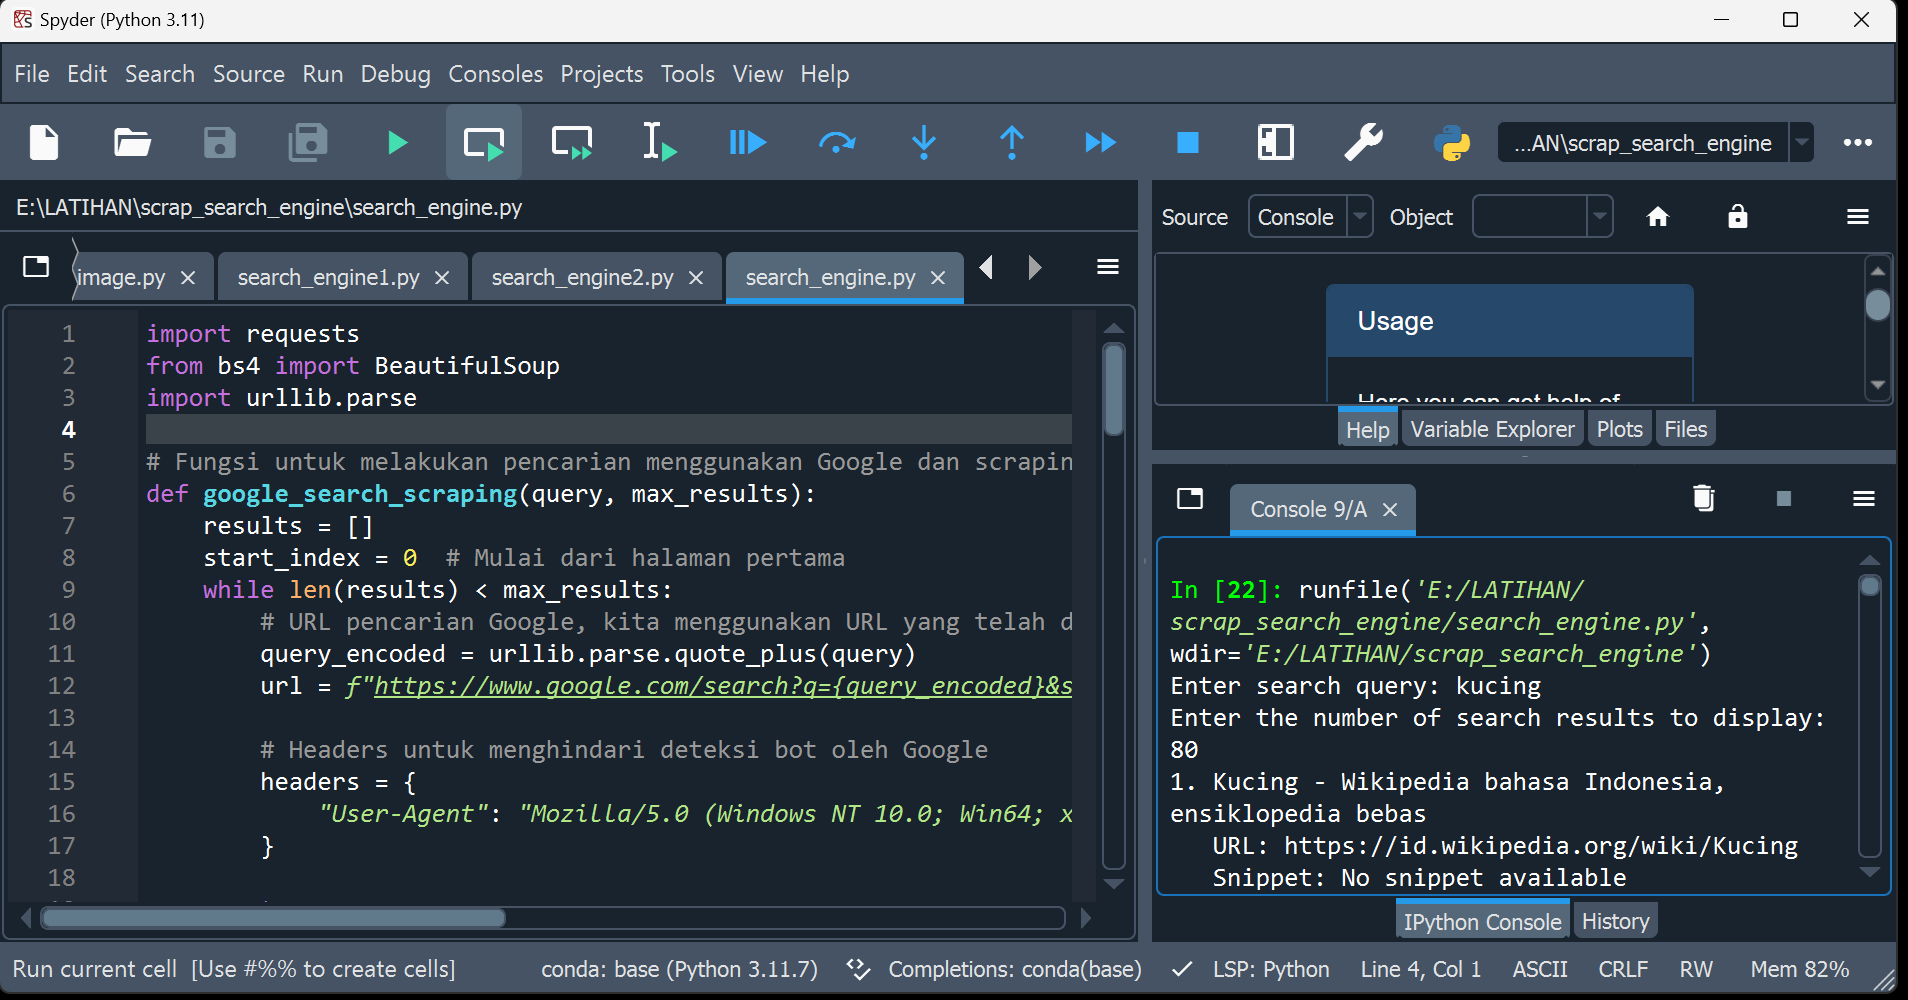 Spyder (Python 3.11)
File Edit Search Source Run Debug Consoles Projects Tools View Help
...AN\scrap_search_engine
E:\LATIHAN\scrap_search_engine\search_engine.py
image.py search_engine1.py search_engine2.py search_engine.py
1 import requests
2 from bs4 import BeautifulSoup
3 import urllib.parse
4
5 # Fungsi untuk melakukan pencarian menggunakan Google dan scrapin
6 def google_search_scraping(query, max_results):
7 results = []
8 start_index = 0 # Mulai dari halaman pertama
9 while len(results) < max_results:
10 # URL pencarian Google, kita menggunakan URL yang telah d
11 query_encoded = urllib.parse.quote_plus(query)
12 url = f"https://www.google.com/search?q={query_encoded}&s
13
14 # Headers untuk menghindari deteksi bot oleh Google
15 headers = {
16 "User-Agent": "Mozilla/5.0 (Windows NT 10.0; Win64; x
17 }
18
Source Console Object
Usage
Here you can get help of
Help Variable Explorer Plots Files
Console 9/A
In [22]: runfile('E:/LATIHAN/
scrap_search_engine/search_engine.py',
wdir='E:/LATIHAN/scrap_search_engine')
Enter search query: kucing
Enter the number of search results to display:
80
1. Kucing - Wikipedia bahasa Indonesia,
ensiklopedia bebas
URL: https://id.wikipedia.org/wiki/Kucing
Snippet: No snippet available
IPython Console History
Run current cell [Use #%% to create cells] conda: base (Python 3.11.7) Completions: conda(base) LSP: Python Line 4, Col 1 ASCII CRLF RW Mem 82%